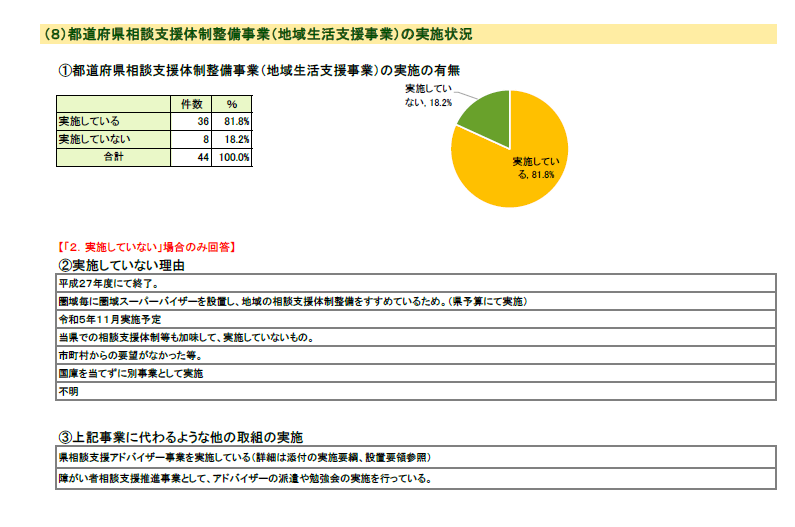 （８）都道府県相談支援体制整備事業（地域生活支援事業）の実施状況
①都道府県相談支援体制整備事業（地域生活支援事業）の実施の有無
件数 %
実施している 36 81.8%
実施していない 8 18.2%
合計 44 100.0%
実施してい
ない, 18.2%
実施してい
る, 81.8%
【「２．実施していない」場合のみ回答】
②実施していない理由
平成２７年度にて終了。
圏域毎に圏域スーパーバイザーを設置し、地域の相談支援体制整備をすすめているため。（県予算にて実施）
令和５年１１月実施予定
当県での相談支援体制等も加味して、実施していないもの。
市町村からの要望がなかった等。
国庫を当てずに別事業として実施
不明
③上記事業に代わるような他の取組の実施
県相談支援アドバイザー事業を実施している（詳細は添付の実施要綱、設置要領参照）
障がい者相談支援推進事業として、アドバイザーの派遣や勉強会の実施を行っている。